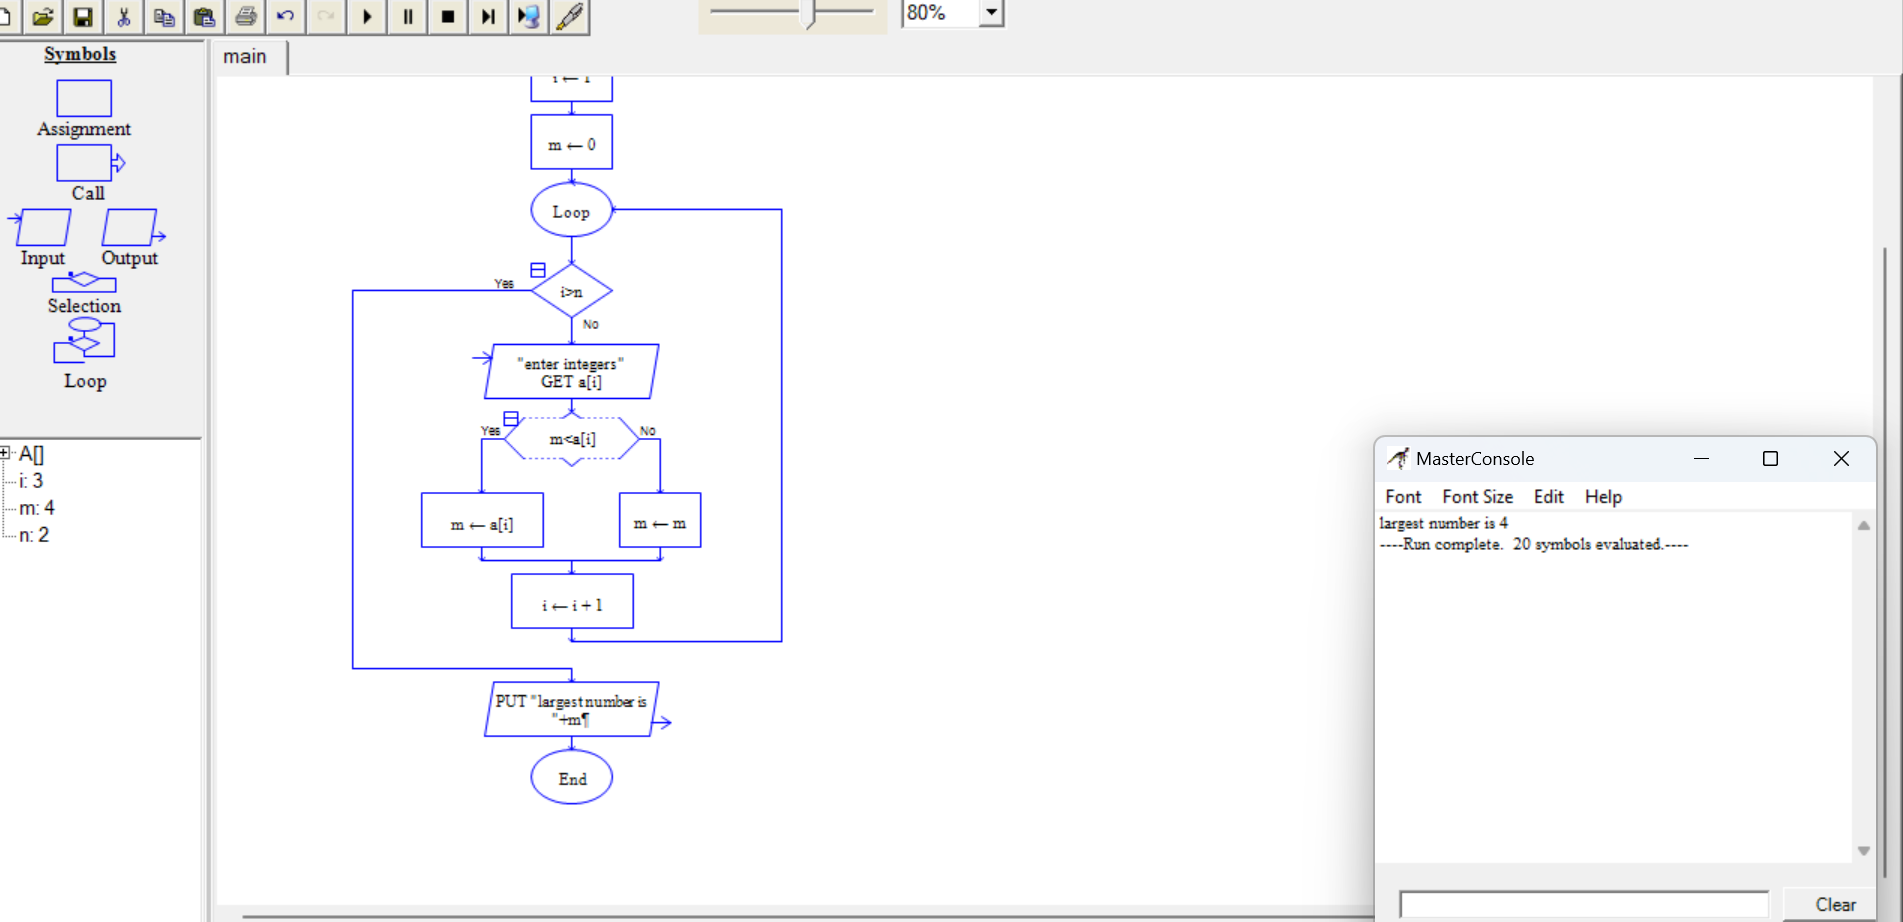 80%
Symbols
main
Assignment
Call
Input Output
Selection
Loop
A[]
i: 3
m: 4
n: 2
i ← 1
m ← 0
Loop
Yes
i>n
No
"enter integers"
GET a[i]
Yes
m<a[i]
No
m ← a[i]
m ← m
i ← i + 1
PUT "largest number is
"+m¶
End
MasterConsole
Font Font Size Edit Help
largest number is 4
----Run complete. 20 symbols evaluated.----
Clear